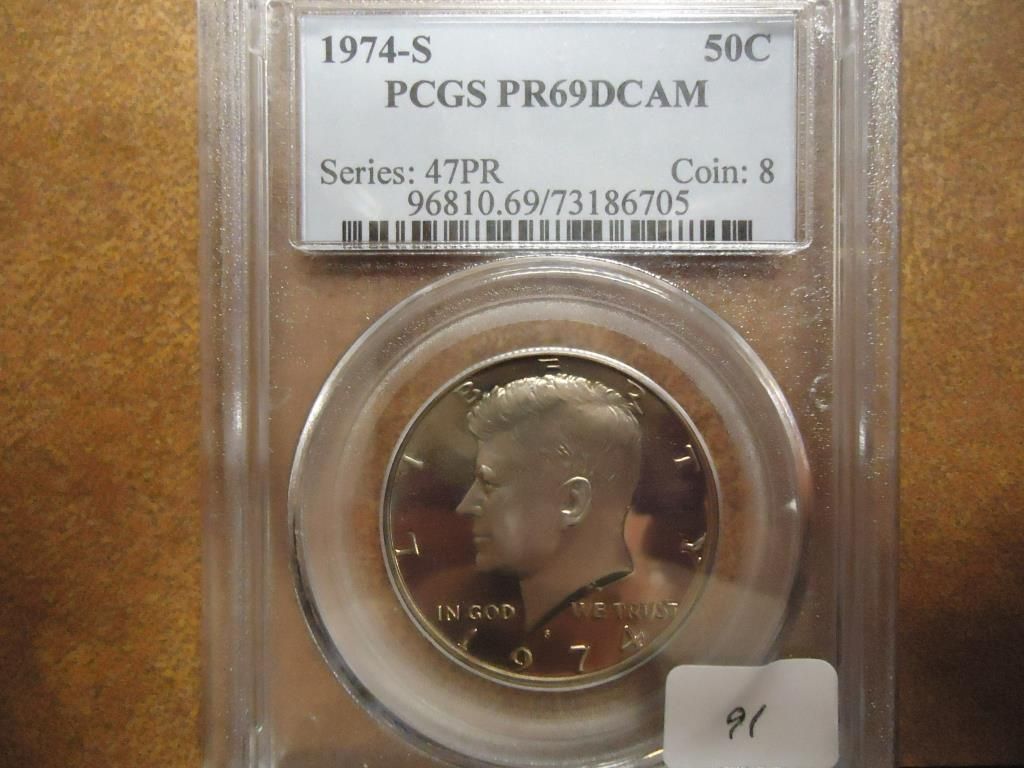 1974-S 50C
PCGS PR69DCAM
Series: 47PR Coin: 8
96810.69/73186705
LIBERTY
IN GOD WE TRUST
S
1974
91